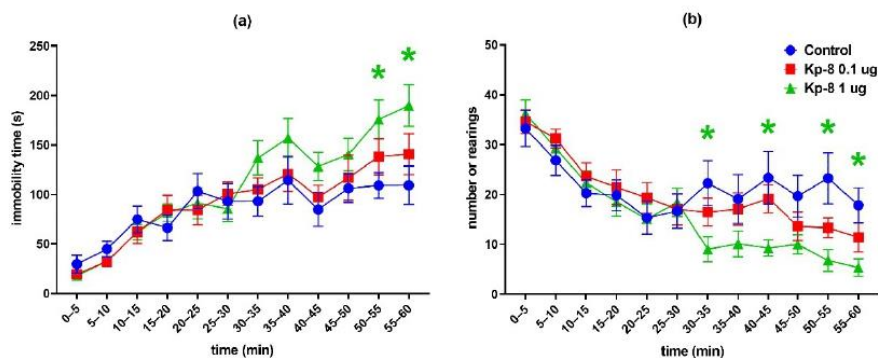 (a)
immobility time (s)
250
200
150
100
50
0
* *
0–5 5–10 10–15 15–20 20–25 25–30 30–35 35–40 40–45 45–50 50–55 55–60
time (min)
(b)
number or rearings
50
40
30
20
10
0
Control
Kp-8 0.1 ug
Kp-8 1 ug
* * * *
0–5 5–10 10–15 15–20 20–25 25–30 30–35 35–40 40–45 45–50 50–55 55–60
time (min)